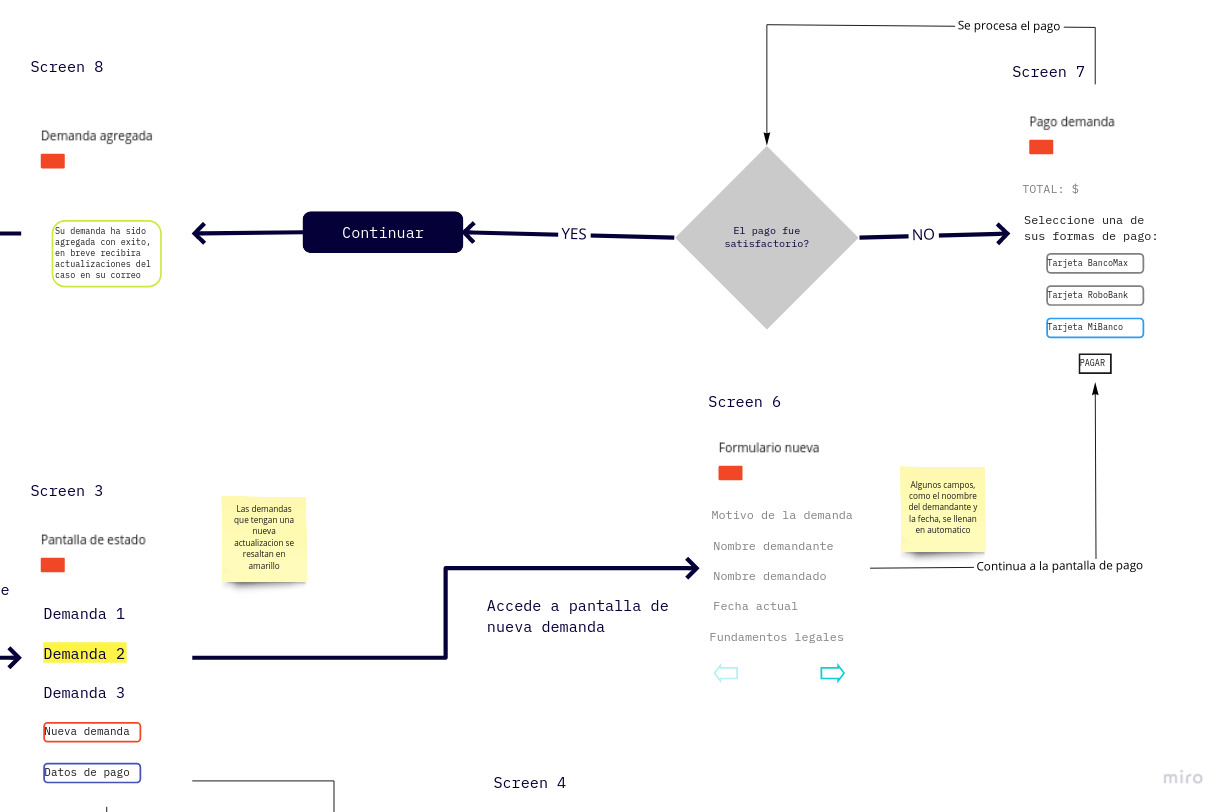 Se procesa el pago
Screen 8
Screen 7
Demanda agregada
Pago demanda
TOTAL: $
Seleccione una de
sus formas de pago:
Su demanda ha sido
agregada con exito,
en breve recibira
actualizaciones del
caso en su correo
Continuar
YES
El pago fue
satisfactorio?
NO
Tarjeta BancoMax
Tarjeta RoboBank
Tarjeta MiBanco
PAGAR
Screen 6
Formulario nueva
Motivo de la demanda
Nombre demandante
Nombre demandado
Fecha actual
Fundamentos legales
Algunos campos,
como el noombre
del demandante y
la fecha, se llenan
en automatico
Continua a la pantalla de pago
Screen 3
Pantalla de estado
Las demandas
que tengan una
nueva
actualizacion se
resaltan en
amarillo
e
Demanda 1
Demanda 2
Demanda 3
Nueva demanda
Datos de pago
Accede a pantalla de
nueva demanda
Screen 4
miro